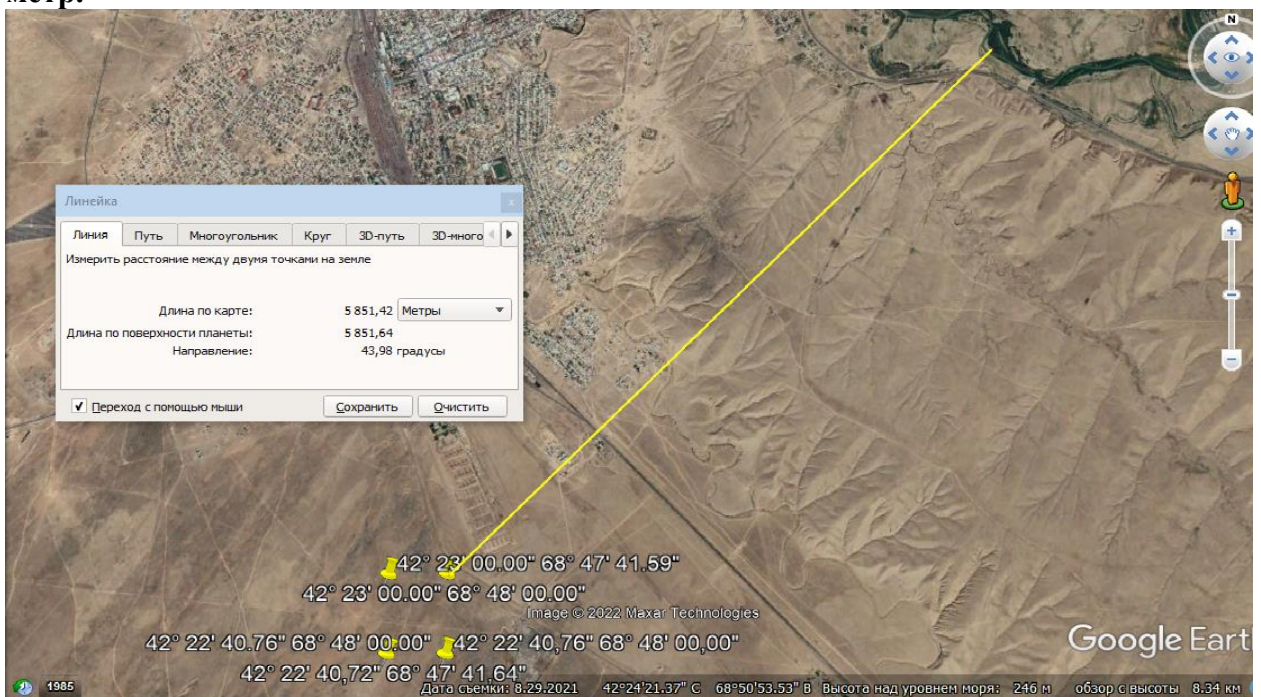 метр.
N
Линейка
x
Линия Путь Многоугольник Круг 3D-путь 3D-много
Измерить расстояние между двумя точками на земле
Длина по карте: 5 851,42 Метры
Длина по поверхности планеты: 5 851,64
Направление: 43,98 градусы
Переход с помощью мыши Сохранить Очистить
42° 23' 00.00" 68° 47' 41.59"
42° 23' 00.00" 68° 48' 00.00"
Image © 2022 Maxar Technologies
42° 22' 40.76" 68° 48' 00.00" 42° 22' 40,76" 68° 48' 00,00"
42° 22' 40,72" 68° 47' 41,64"
Google Eart
1985 Дата съемки: 8.29.2021 42°24'21.37" С 68°50'53.53" В Высота над уровнем моря: 246 м обзор с высоты 8.34 км